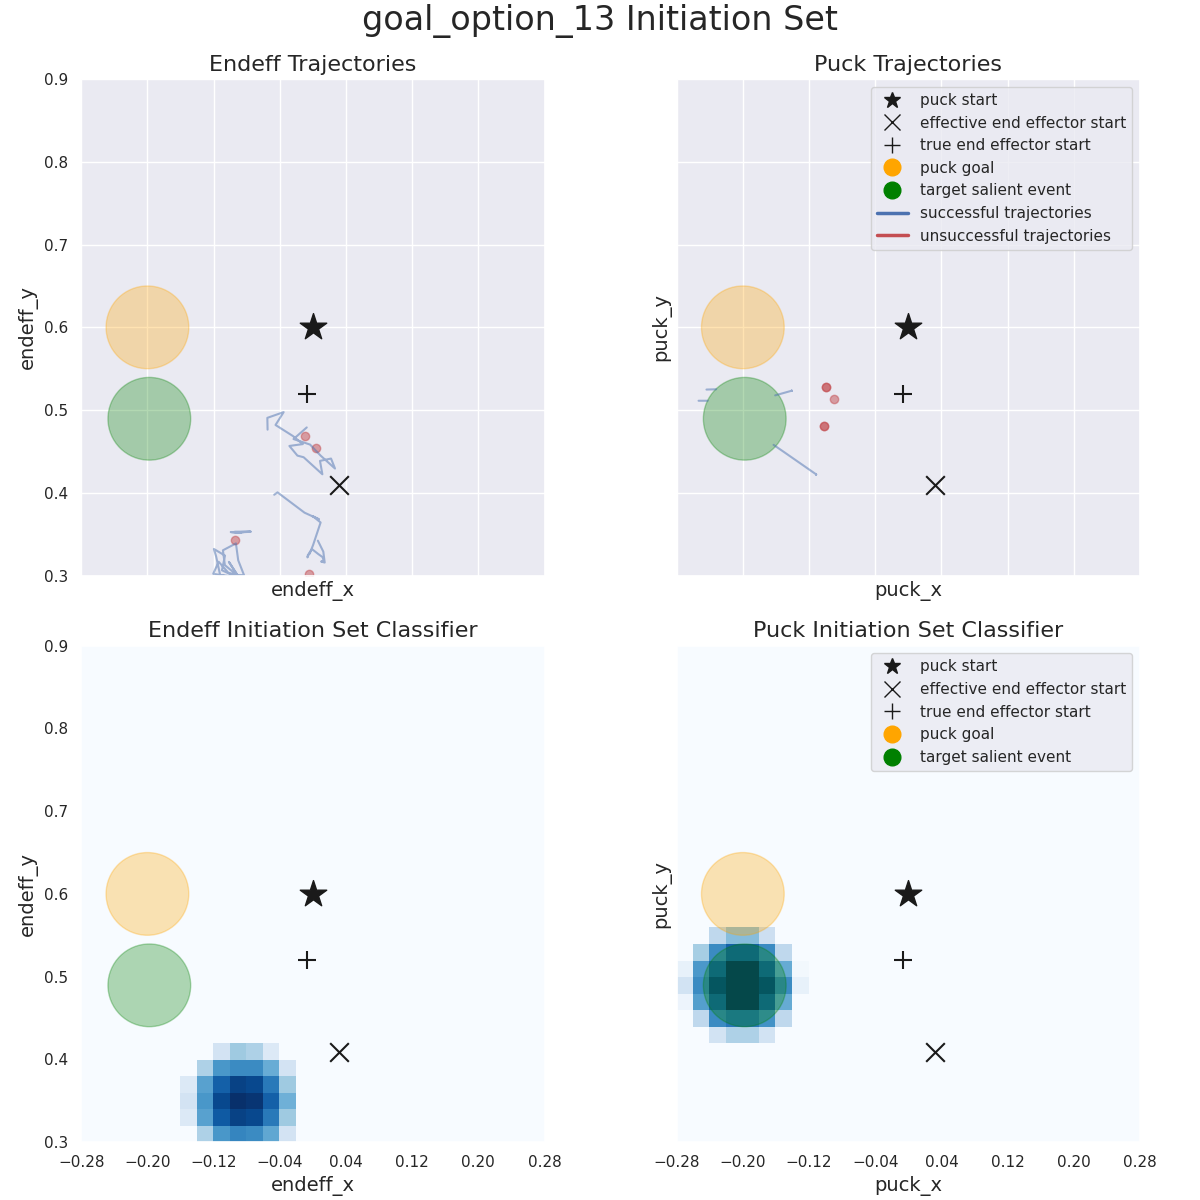 goal_option_13 Initiation Set
Endeff Trajectories
0.9
0.8
0.7
0.6
0.5
0.4
0.3
endeff_y
endeff_x
Puck Trajectories
puck start
effective end effector start
true end effector start
puck goal
target salient event
successful trajectories
unsuccessful trajectories
puck_y
puck_x
Endeff Initiation Set Classifier
0.9
0.8
0.7
0.6
0.5
0.4
0.3
endeff_y
−0.28 −0.20 −0.12 −0.04 0.04 0.12 0.20 0.28
endeff_x
Puck Initiation Set Classifier
puck start
effective end effector start
true end effector start
puck goal
target salient event
puck_y
−0.28 −0.20 −0.12 −0.04 0.04 0.12 0.20 0.28
puck_x